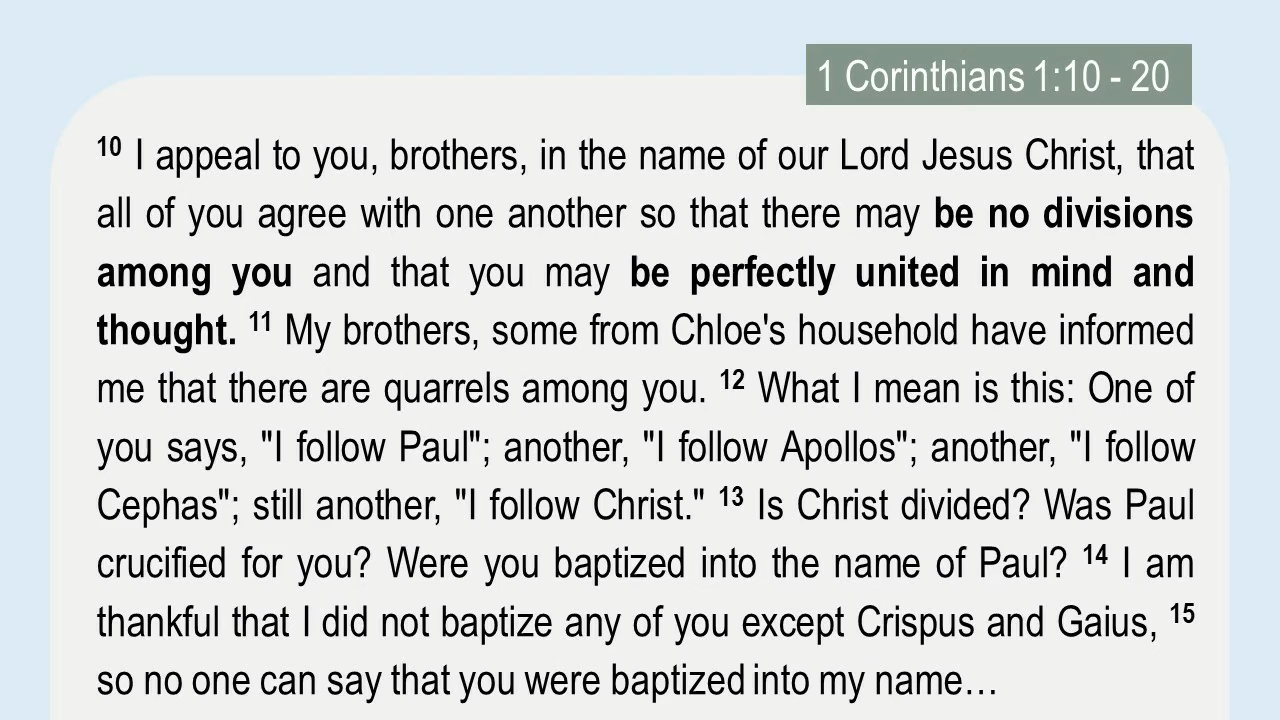 1 Corinthians 1:10 - 20
10 I appeal to you, brothers, in the name of our Lord Jesus Christ, that
all of you agree with one another so that there may be no divisions
among you and that you may be perfectly united in mind and
thought. 11 My brothers, some from Chloe's household have informed
me that there are quarrels among you. 12 What I mean is this: One of
you says, "I follow Paul"; another, "I follow Apollos"; another, "I follow
Cephas"; still another, "I follow Christ." 13 Is Christ divided? Was Paul
crucified for you? Were you baptized into the name of Paul? 14 I am
thankful that I did not baptize any of you except Crispus and Gaius, 15
so no one can say that you were baptized into my name…